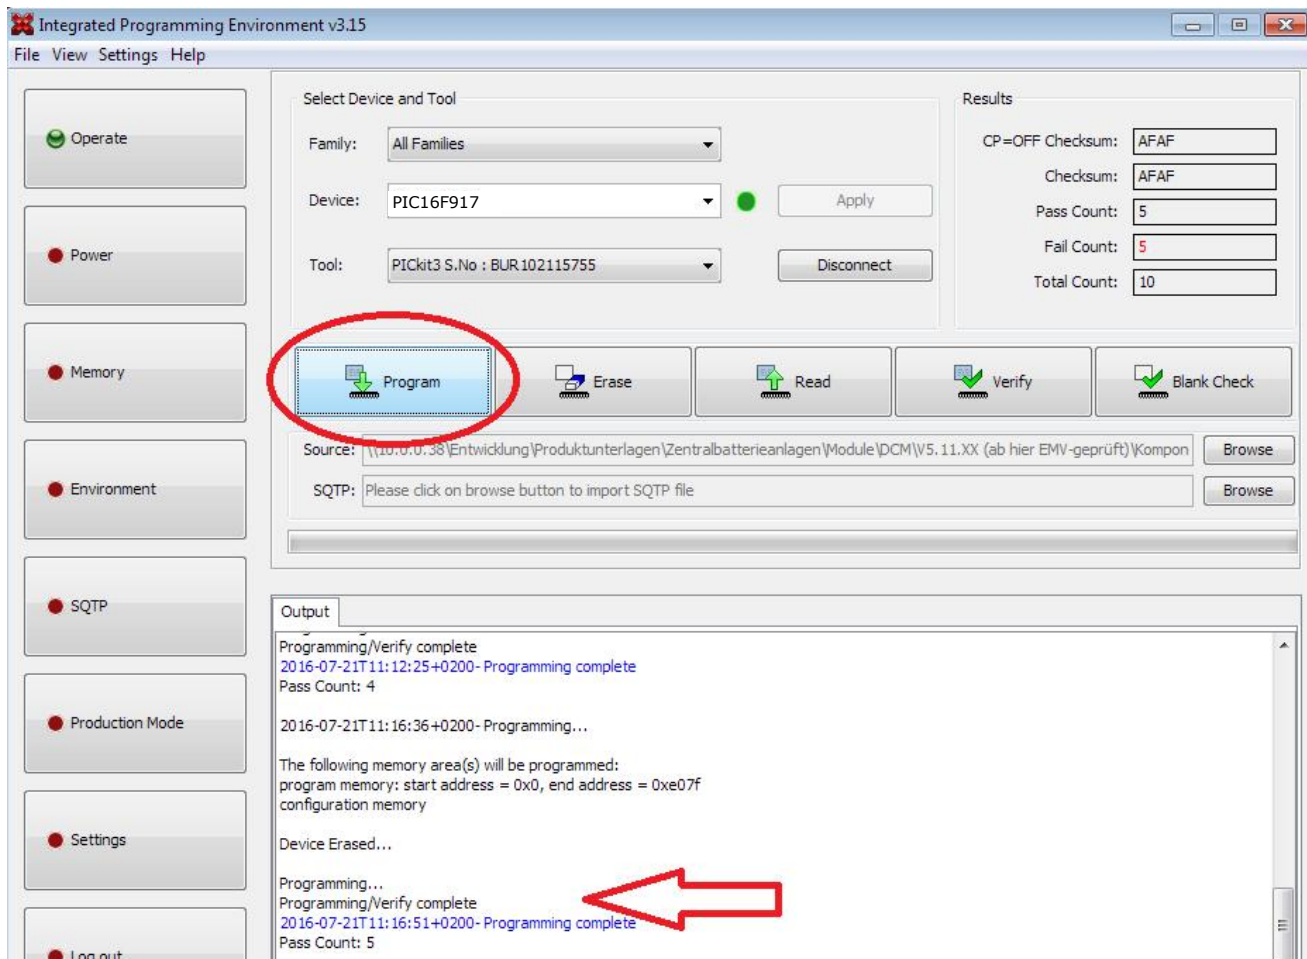 Integrated Programming Environment v3.15
File View Settings Help
Operate
Power
Memory
Environment
SQTP
Production Mode
Settings
Log out
Select Device and Tool
Family: All Families
Device: PIC16F917
Apply
Tool: PICkit3 S.No : BUR102115755
Disconnect
Results
CP=OFF Checksum: AFAF
Checksum: AFAF
Pass Count: 5
Fail Count: 5
Total Count: 10
Program
Erase
Read
Verify
Blank Check
Source: \\10.0.0.38\Entwicklung\Produktunterlagen\Zentralbatterieanlagen\Module\DCM\V5.11.XX (ab hier EMV-geprüft)\Kompon
Browse
SQTP: Please click on browse button to import SQTP file
Browse
Output
Programming/Verify complete
2016-07-21T11:12:25+0200- Programming complete
Pass Count: 4
2016-07-21T11:16:36+0200- Programming...
The following memory area(s) will be programmed:
program memory: start address = 0x0, end address = 0xe07f
configuration memory
Device Erased...
Programming...
Programming/Verify complete
2016-07-21T11:16:51+0200- Programming complete
Pass Count: 5